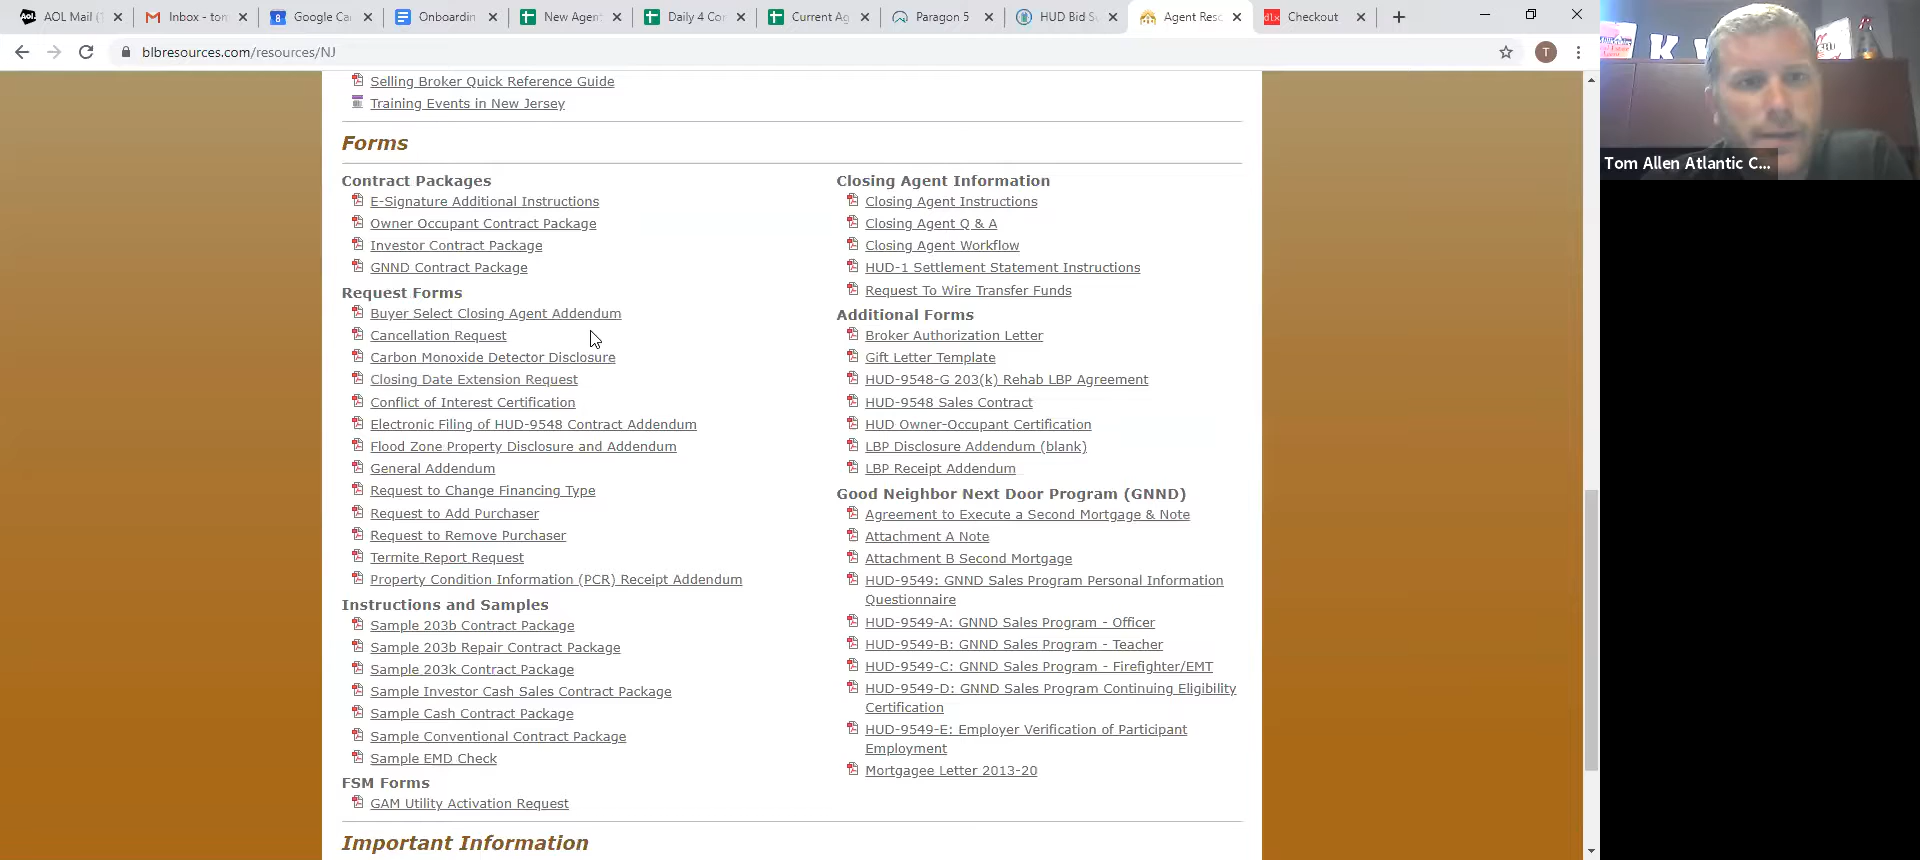 AOL Mail (1
Inbox - ton
Google Ca
Onboardin
New Agen
Daily 4 Cor
Current Ag
Paragon 5
HUD Bid S
Agent Resc
dlx
Checkout
blbresources.com/resources/NJ
T
Selling Broker Quick Reference Guide
Training Events in New Jersey
Forms
Contract Packages
E-Signature Additional Instructions
Owner Occupant Contract Package
Investor Contract Package
GNND Contract Package
Request Forms
Buyer Select Closing Agent Addendum
Cancellation Request
Carbon Monoxide Detector Disclosure
Closing Date Extension Request
Conflict of Interest Certification
Electronic Filing of HUD-9548 Contract Addendum
Flood Zone Property Disclosure and Addendum
General Addendum
Request to Change Financing Type
Request to Add Purchaser
Request to Remove Purchaser
Termite Report Request
Property Condition Information (PCR) Receipt Addendum
Instructions and Samples
Sample 203b Contract Package
Sample 203b Repair Contract Package
Sample 203k Contract Package
Sample Investor Cash Sales Contract Package
Sample Cash Contract Package
Sample Conventional Contract Package
Sample EMD Check
FSM Forms
GAM Utility Activation Request
Closing Agent Information
Closing Agent Instructions
Closing Agent Q & A
Closing Agent Workflow
HUD-1 Settlement Statement Instructions
Request To Wire Transfer Funds
Additional Forms
Broker Authorization Letter
Gift Letter Template
HUD-9548-G 203(k) Rehab LBP Agreement
HUD-9548 Sales Contract
HUD Owner-Occupant Certification
LBP Disclosure Addendum (blank)
LBP Receipt Addendum
Good Neighbor Next Door Program (GNND)
Agreement to Execute a Second Mortgage & Note
Attachment A Note
Attachment B Second Mortgage
HUD-9549: GNND Sales Program Personal Information
Questionnaire
HUD-9549-A: GNND Sales Program - Officer
HUD-9549-B: GNND Sales Program - Teacher
HUD-9549-C: GNND Sales Program - Firefighter/EMT
HUD-9549-D: GNND Sales Program Continuing Eligibility
Certification
HUD-9549-E: Employer Verification of Participant
Employment
Mortgagee Letter 2013-20
Important Information
Tom Allen Atlantic C...